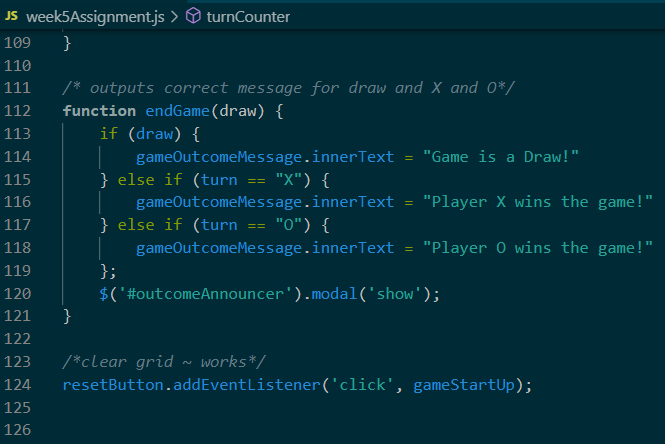 JS week5Assignment.js > turnCounter
109 }
110
111 /* outputs correct message for draw and X and O*/
112 function endGame(draw) {
113 if (draw) {
114 gameOutcomeMessage.innerText = "Game is a Draw!"
115 } else if (turn == "X") {
116 gameOutcomeMessage.innerText = "Player X wins the game!"
117 } else if (turn == "O") {
118 gameOutcomeMessage.innerText = "Player O wins the game!"
119 };
120 $('#outcomeAnnouncer').modal('show');
121 }
122
123 /*clear grid ~ works*/
124 resetButton.addEventListener('click', gameStartUp);
125
126